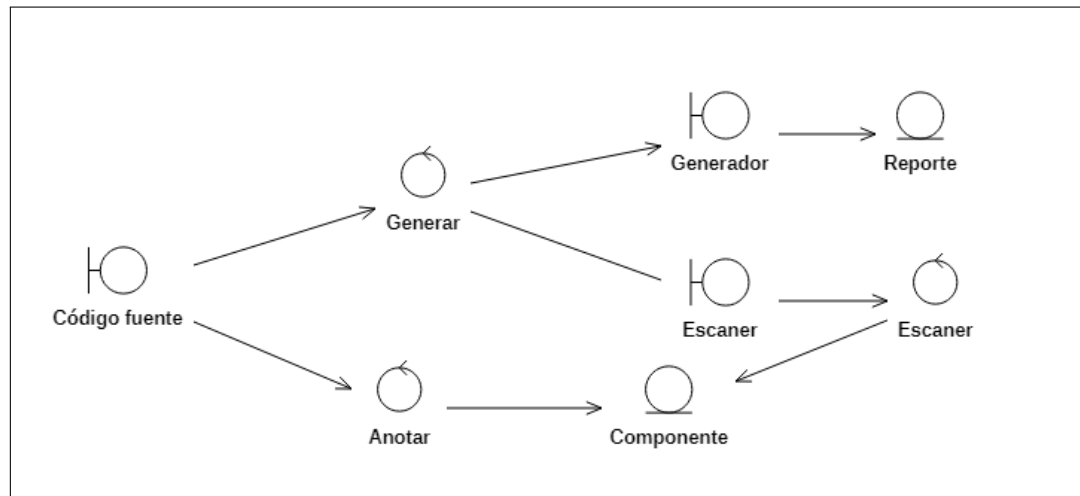 Generador
Reporte
Generar
Código fuente
Escaner
Escaner
Anotar
Componente